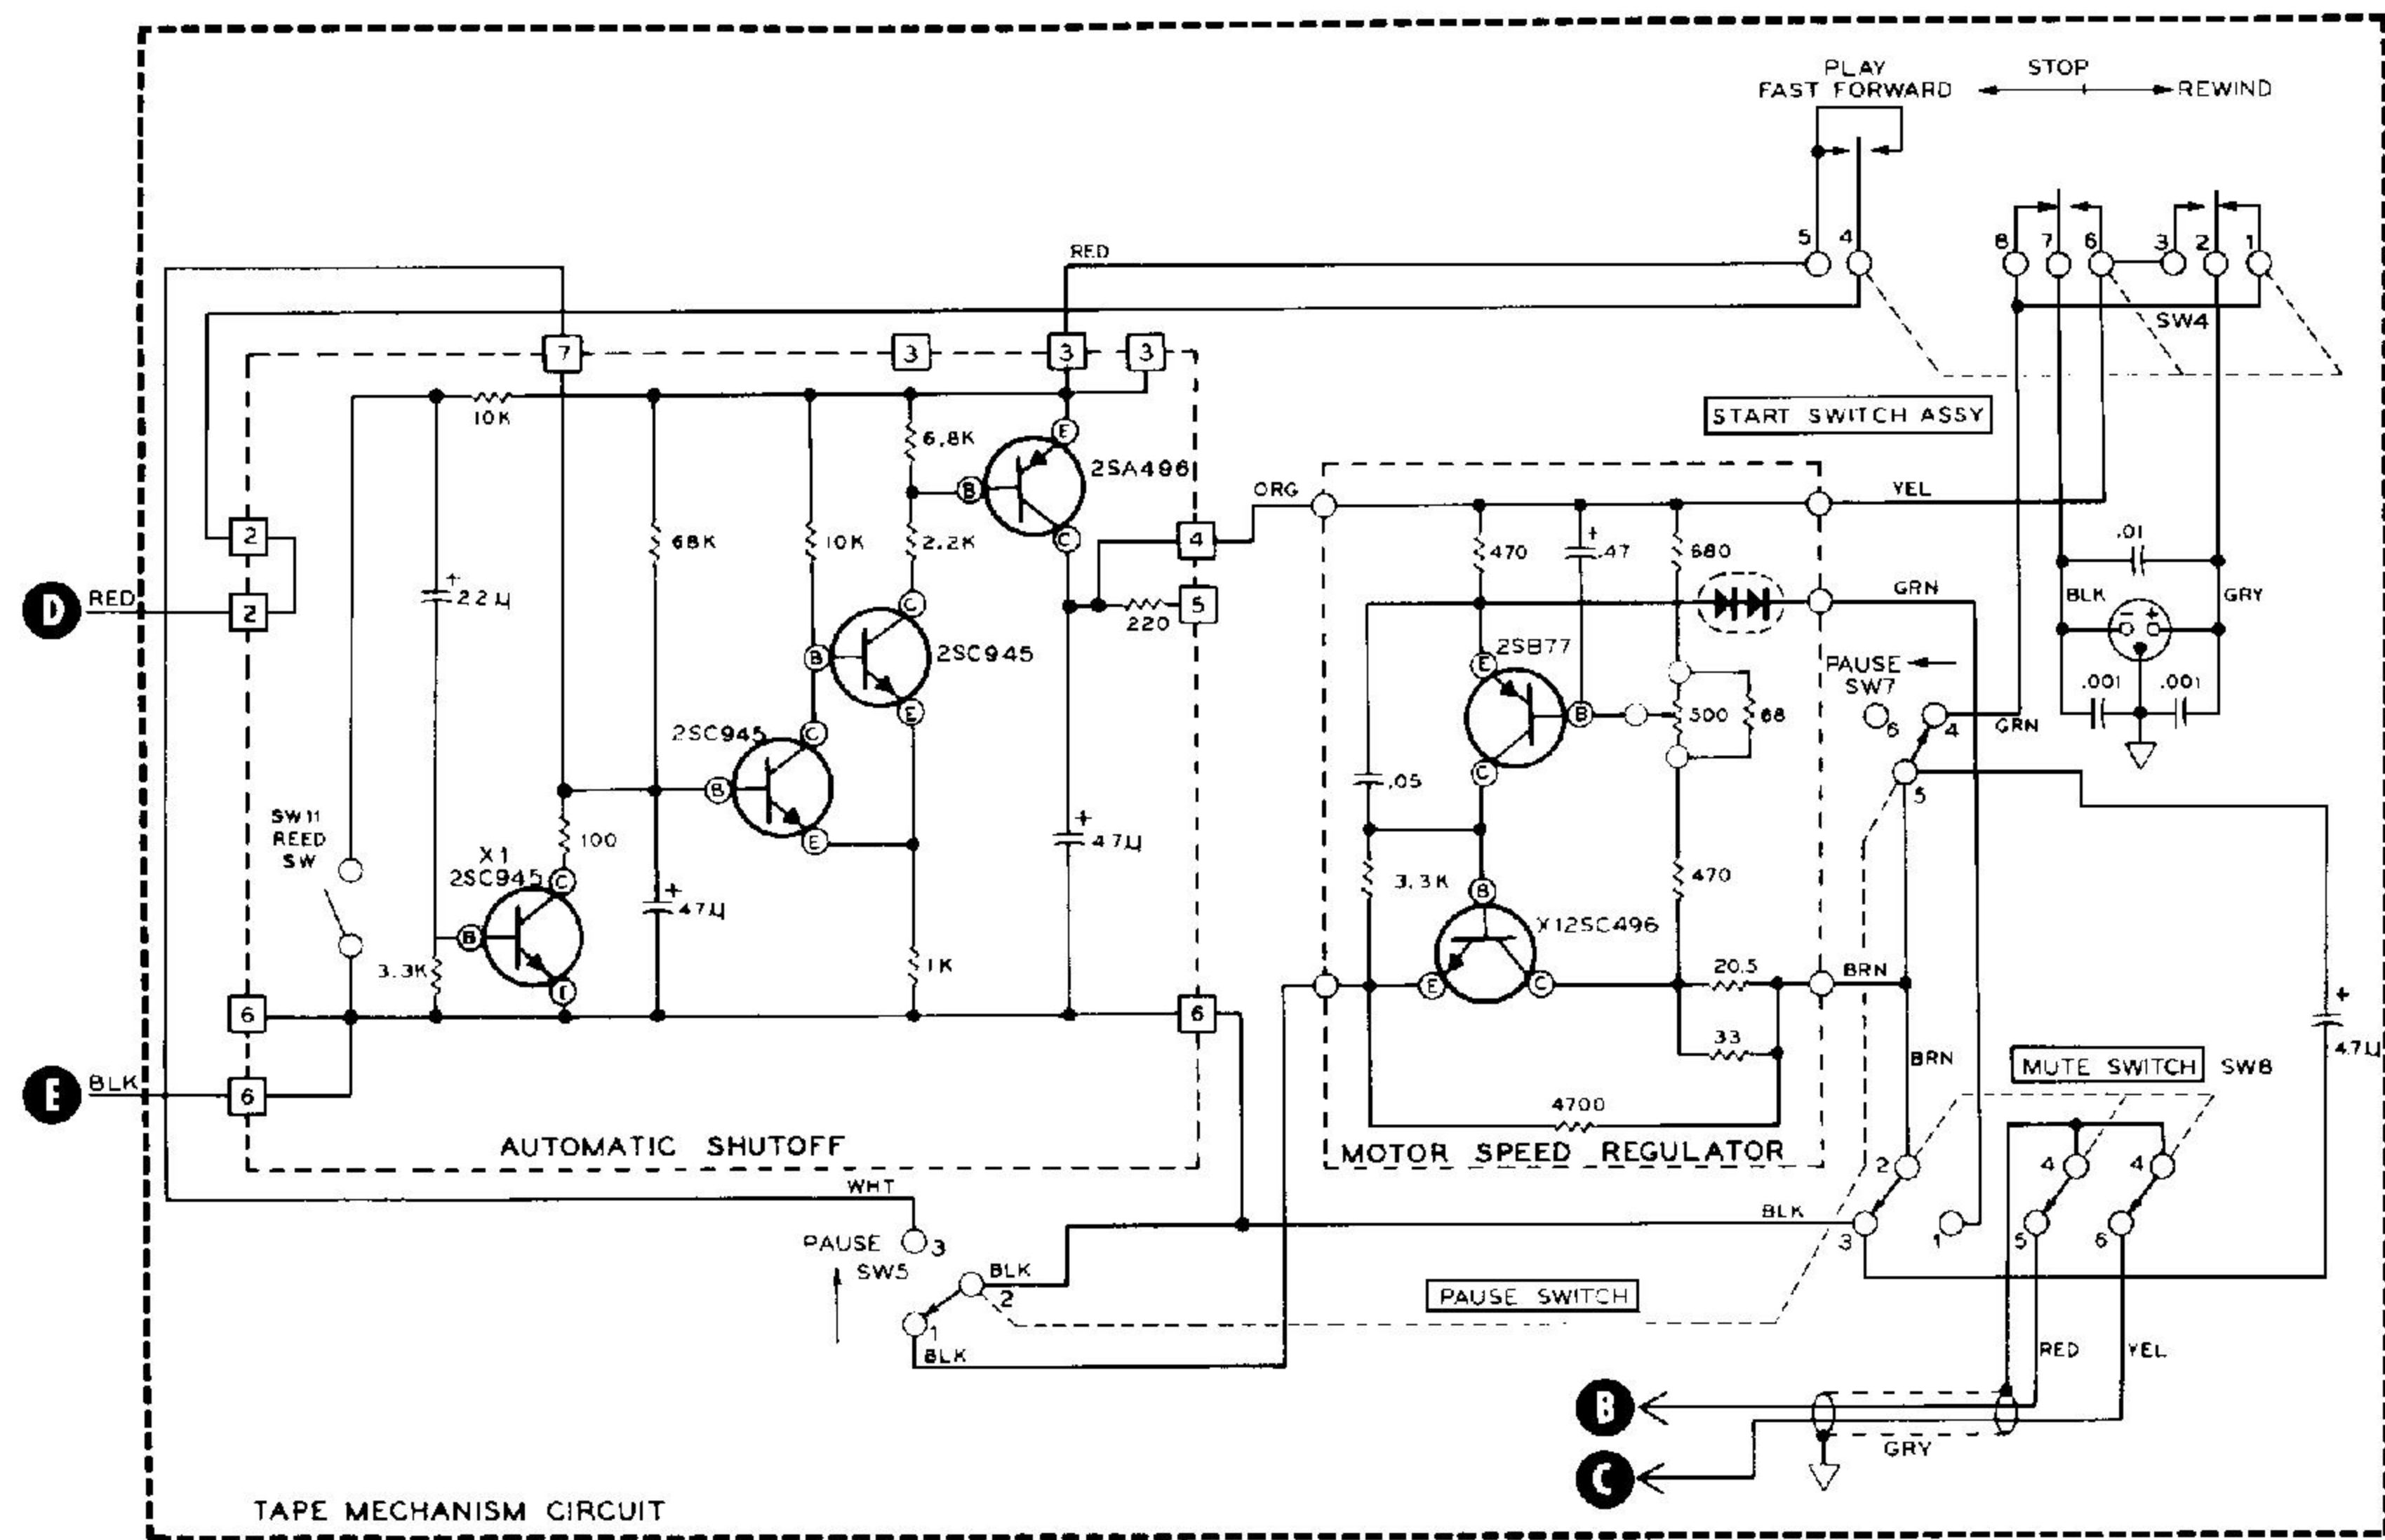 PLAY
FAST FORWARD
STOP
REWIND
RED
5
4
8
7
6
3
2
1
SW4
7
3
3
3
10K
6.8K
2SA496
START SWITCH ASSY
E
B
C
ORG
YEL
2
2
D
RED
22µ
68K
10K
2.2K
4
5
220
470
.47
680
GRN
.01
BLK
GRY
- +
C
B
2SC945
E
2SB77
E
B
C
500
68
PAUSE
SW7
6
4
GRN
5
.001
.001
2SC945
C
B
E
.05
SW11
REED
SW
100
X1
2SC945
C
B
E
47µ
47µ
3.3K
B
470
X12SC496
3.3K
1K
E
C
20.5
BRN
6
6
33
BRN
MUTE SWITCH
SW8
47µ
E
BLK
6
4700
AUTOMATIC SHUTOFF
MOTOR SPEED REGULATOR
2
4
4
WHT
BLK
3
1
5
6
PAUSE
SW5
3
BLK
2
1
BLK
PAUSE SWITCH
RED
YEL
B
GRY
C
TAPE MECHANISM CIRCUIT